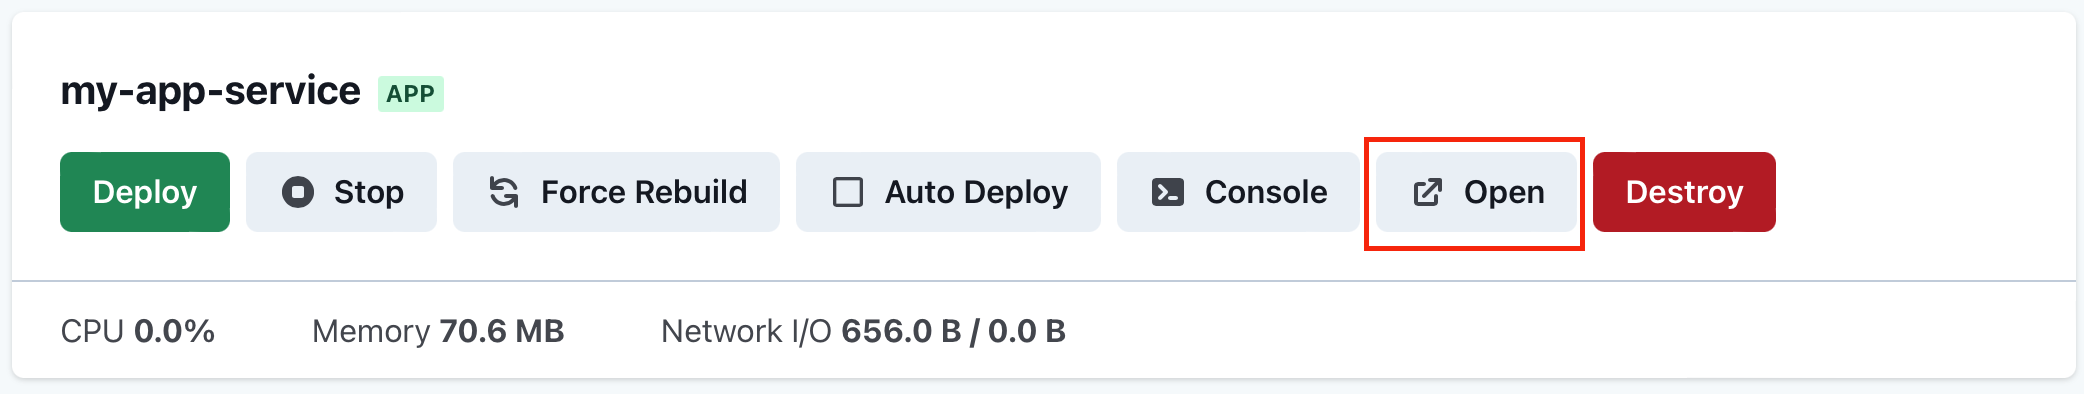 my-app-service APP
Deploy Stop Force Rebuild Auto Deploy Console Open Destroy
CPU 0.0% Memory 70.6 MB Network I/O 656.0 B / 0.0 B